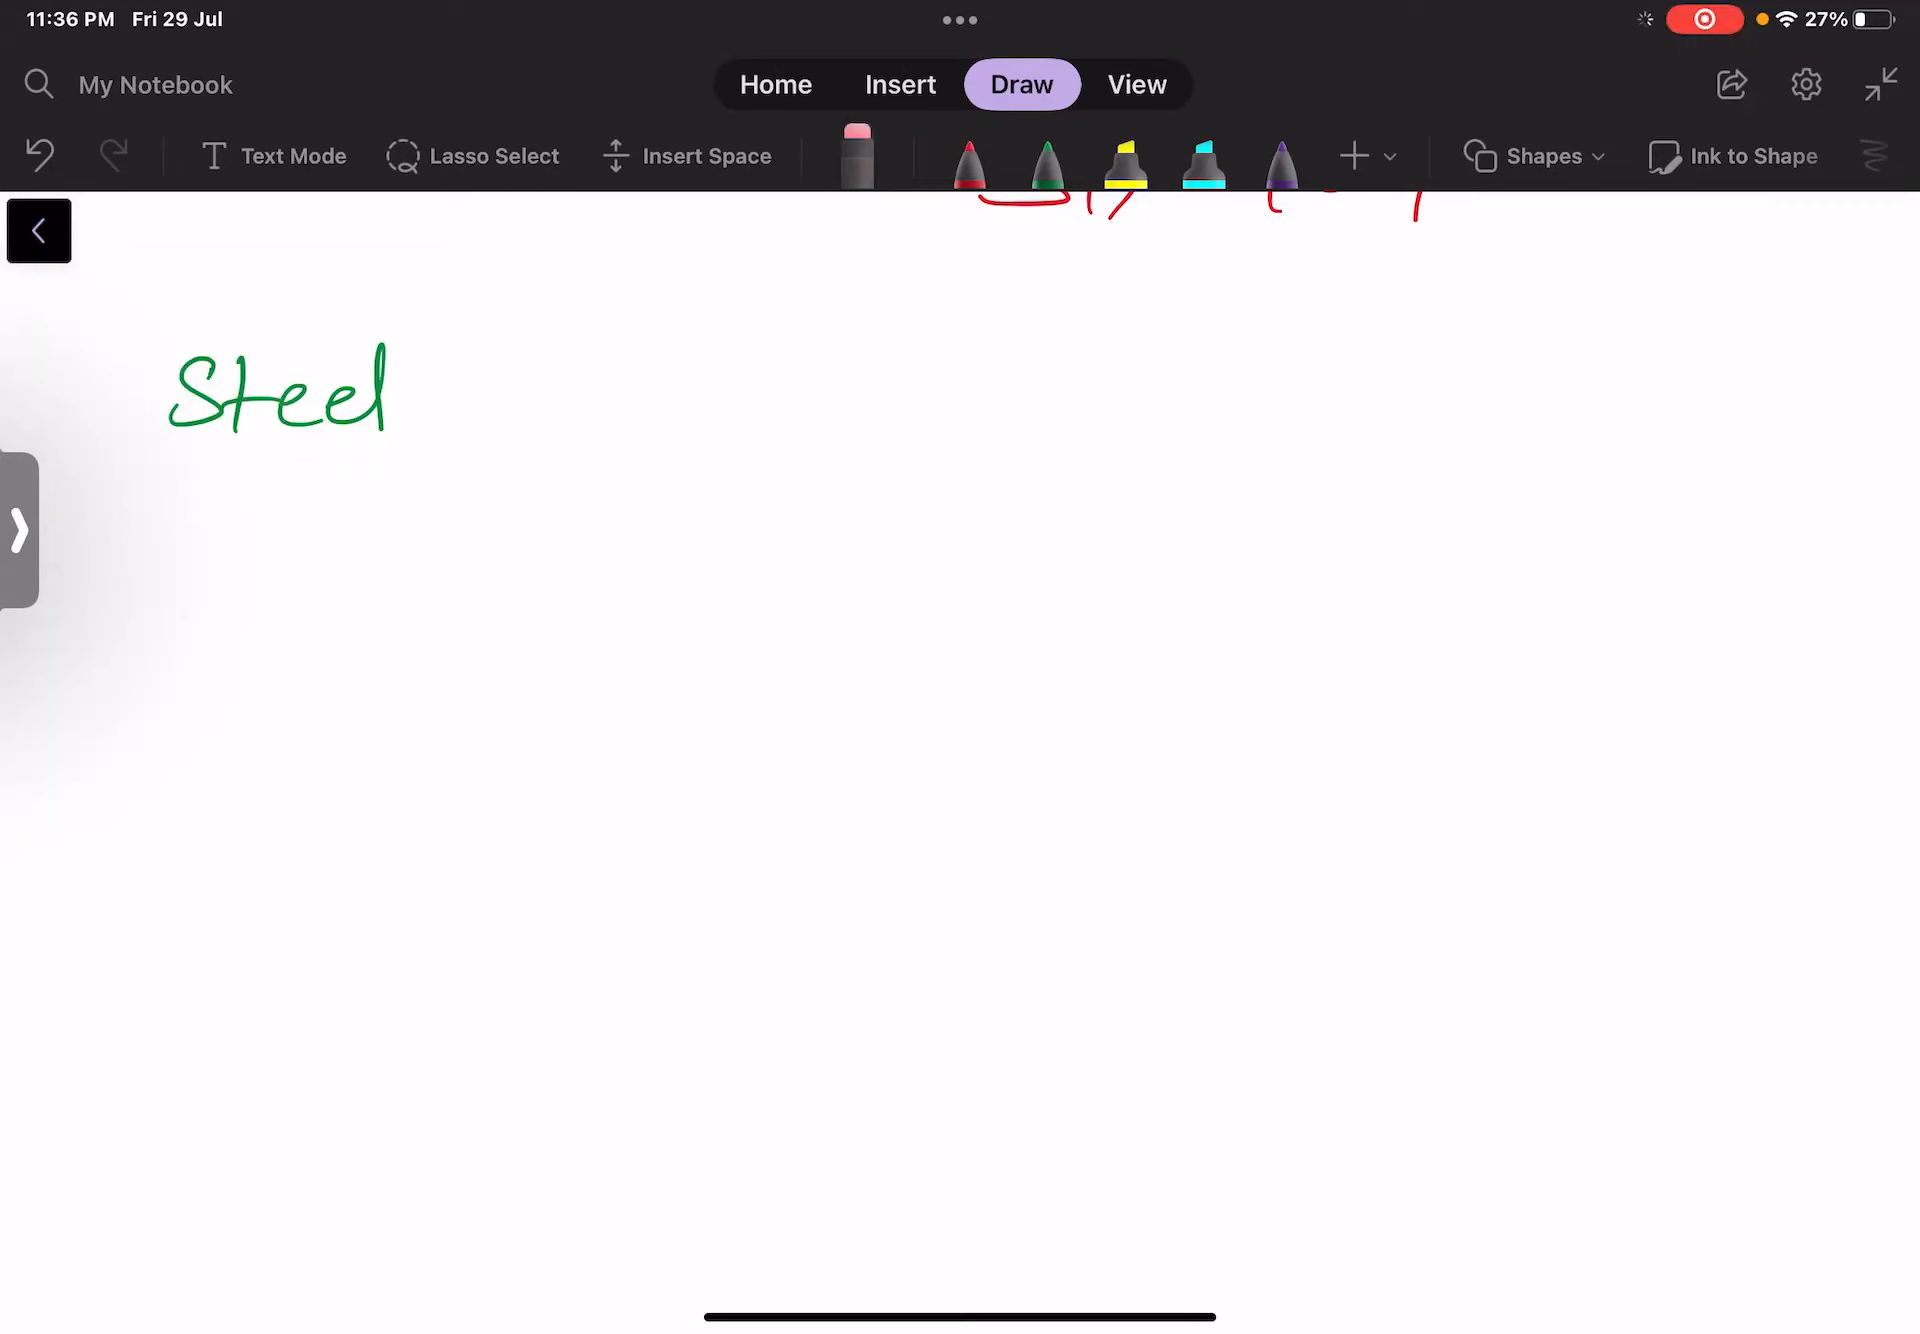 11:36 PM Fri 29 Jul 27%
My Notebook Home Insert Draw View
Text Mode Lasso Select Insert Space Shapes Ink to Shape
Steel